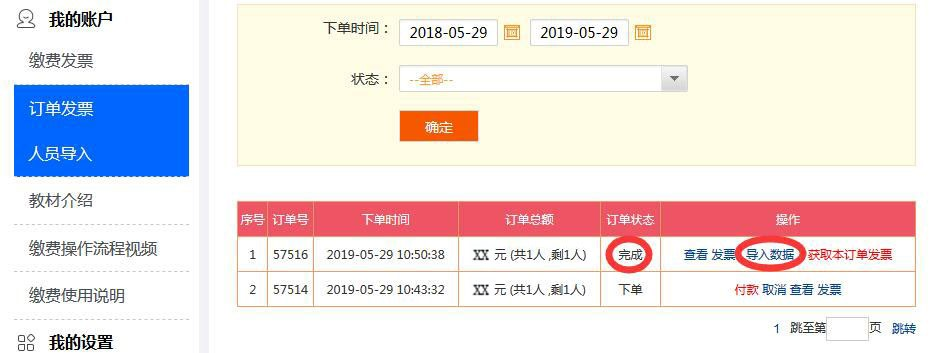 我的账户
缴费发票
订单发票
人员导入
教材介绍
缴费操作流程视频
缴费使用说明
我的设置
下单时间： 2018-05-29 2019-05-29
状态： --全部--
确定
序号 订单号 下单时间 订单总额 订单状态 操作
1 57516 2019-05-29 10:50:38 XX 元 (共1人 ,剩1人) 完成 查看 发票 导入数据 获取本订单发票
2 57514 2019-05-29 10:43:32 XX 元 (共1人 ,剩1人) 下单 付款 取消 查看 发票
1 跳至第 页 跳转